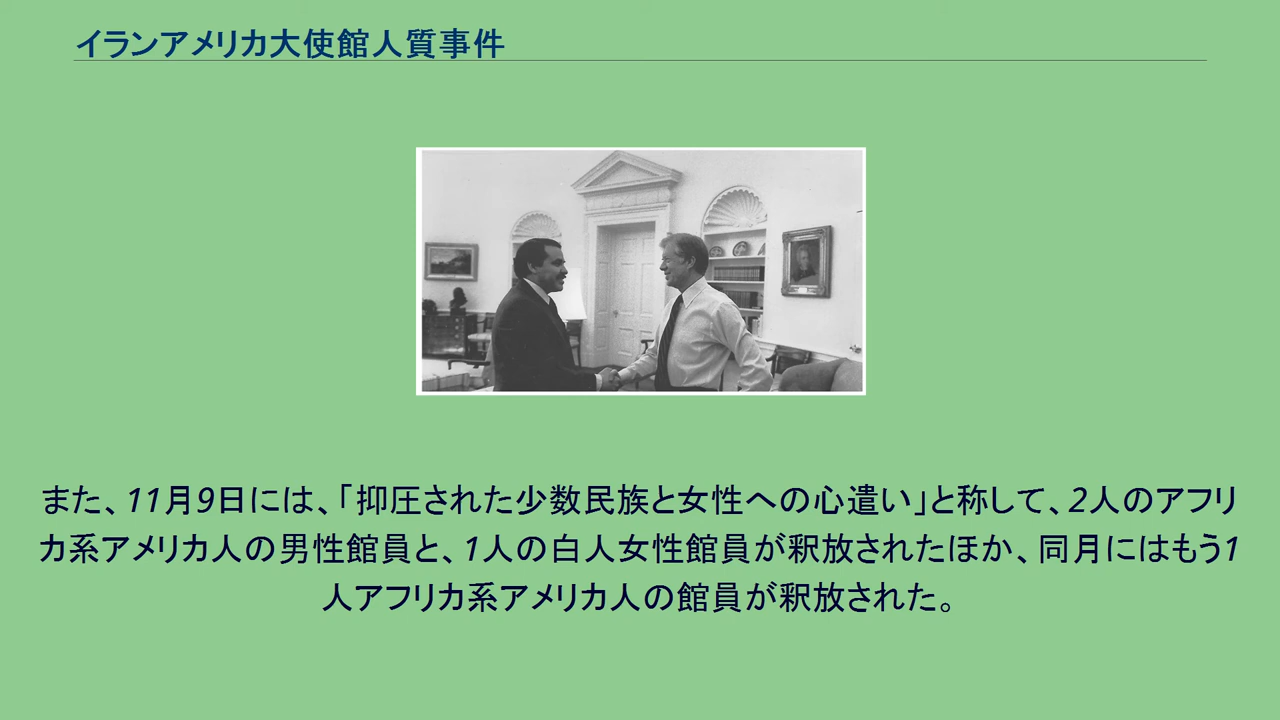 イランアメリカ大使館人質事件
また、11月9日には、「抑圧された少数民族と女性への心遣い」と称して、2人のアフリ
カ系アメリカ人の男性館員と、1人の白人女性館員が釈放されたほか、同月にはもう1
人アフリカ系アメリカ人の館員が釈放された。